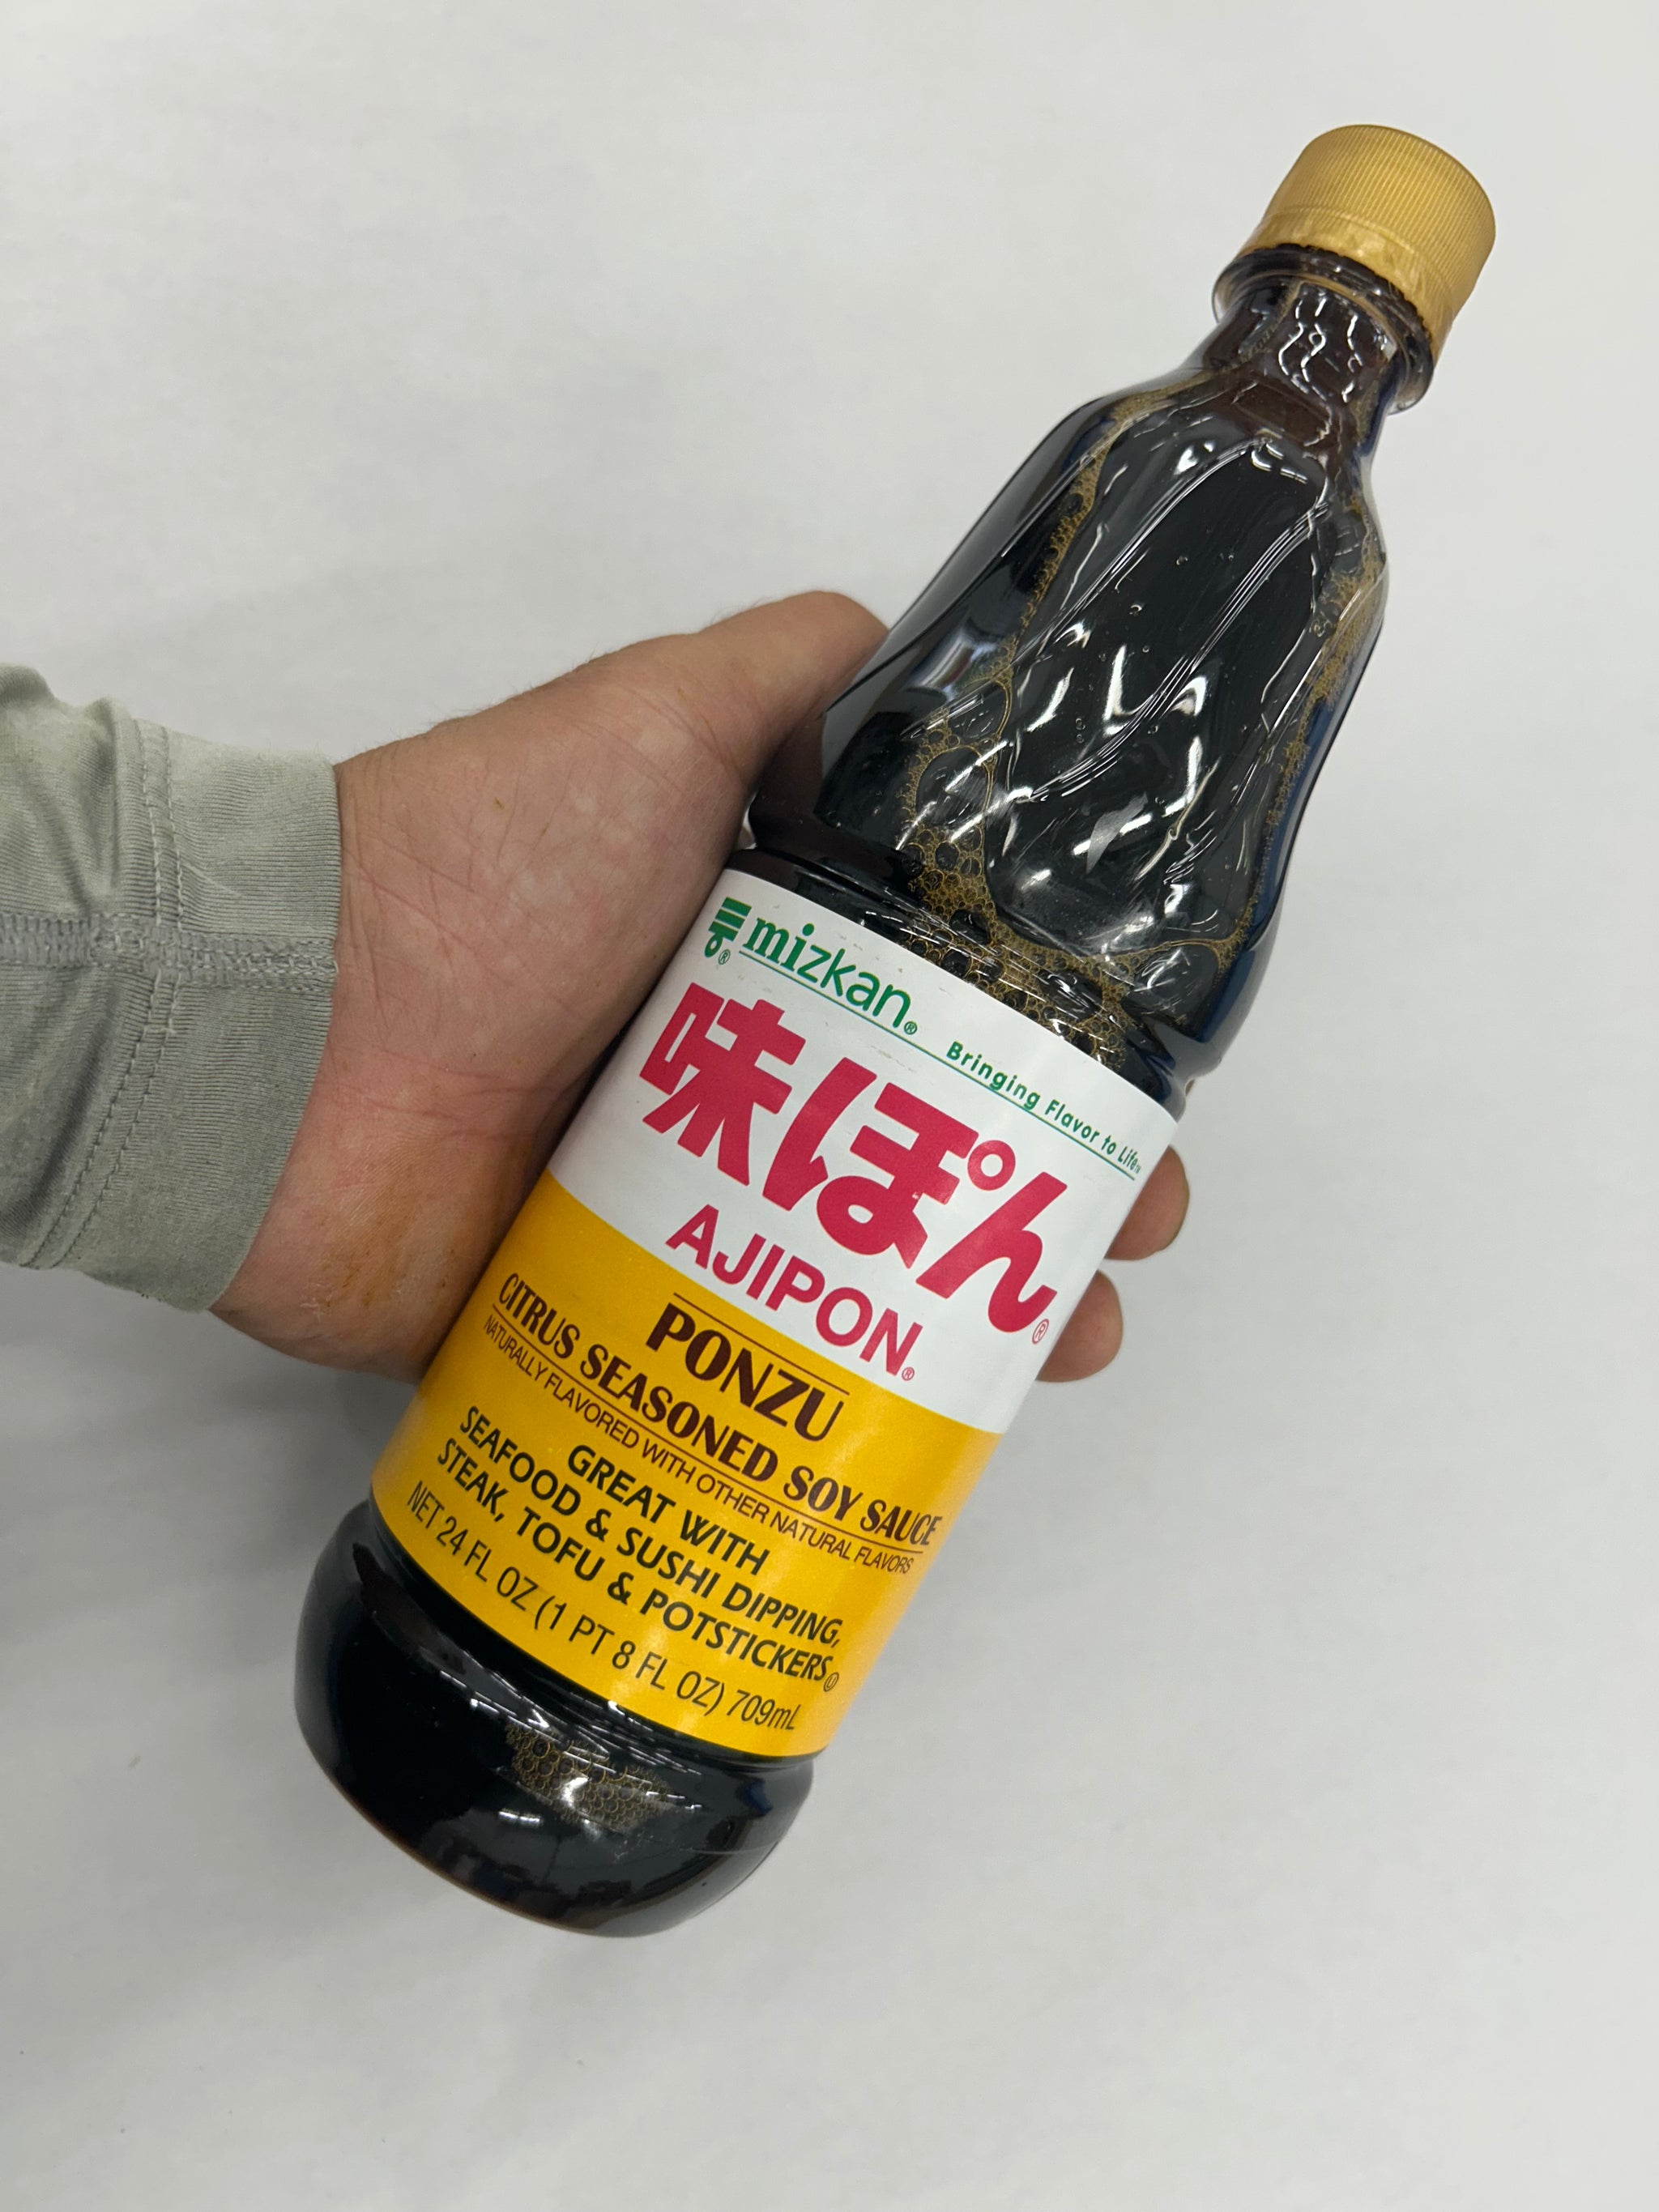 mizkan®
Bringing Flavor to Life™
味ぽん®
AJIPON®
PONZU
CITRUS SEASONED SOY SAUCE
NATURALLY FLAVORED WITH OTHER NATURAL FLAVORS
GREAT WITH
SEAFOOD & SUSHI DIPPING,
STEAK, TOFU & POTSTICKERS Ⓤ
NET 24 FL OZ (1 PT 8 FL OZ) 709mL